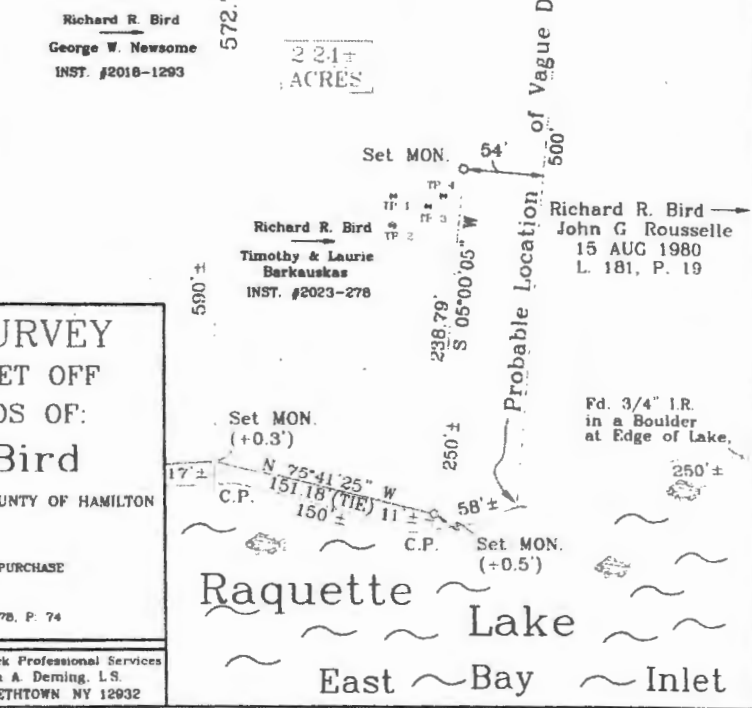 Richard R. Bird
George W. Newsome
INST. #2018-1293
572.
2.21±
ACRES
of Vague D
500'
Set MON.
54'
TP 4
TP 1
TP 3
TP 2
Richard R. Bird
Timothy & Laurie
Barkauskas
INST. #2023-278
Richard R. Bird
John G Rousselle
15 AUG 1980
L. 181, P. 19
590'±
238.79'
S 05°00'05" W
Probable Location
250'±
URVEY
ET OFF
DS OF:
Bird
UNTY OF HAMILTON
PURCHASE
78, P. 74
k Professional Services
A. Deming, L.S.
ETHTOWN NY 12932
Fd. 3/4" I.R.
in a Boulder
at Edge of Lake,
250'±
Set MON.
(+0.3')
17'±
N 75°41'25" W
151.18'(TIE)
150'±
11'±
C.P.
C.P.
58'±
Set MON.
(+0.5')
Raquette Lake
East Bay Inlet